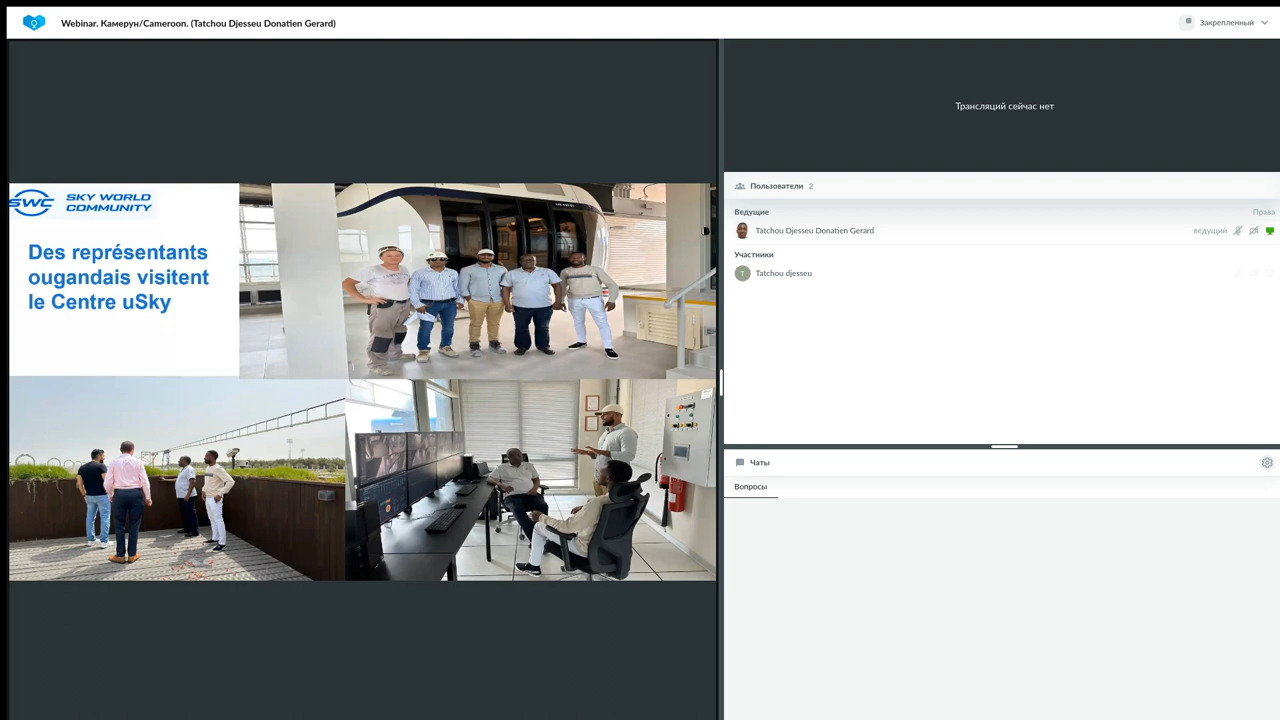 Webinar. Камерун/Cameroon. (Tatchou Djesseu Donatien Gerard)
Закрепленный
SWC SKY WORLD
COMMUNITY
Des représentants
ougandais visitent
le Centre uSky
Трансляций сейчас нет
Пользователи 2
Ведущие Права
Tatchou Djesseu Donatien Gerard ведущий
Участники
T Tatchou djesseu
Чаты
Вопросы